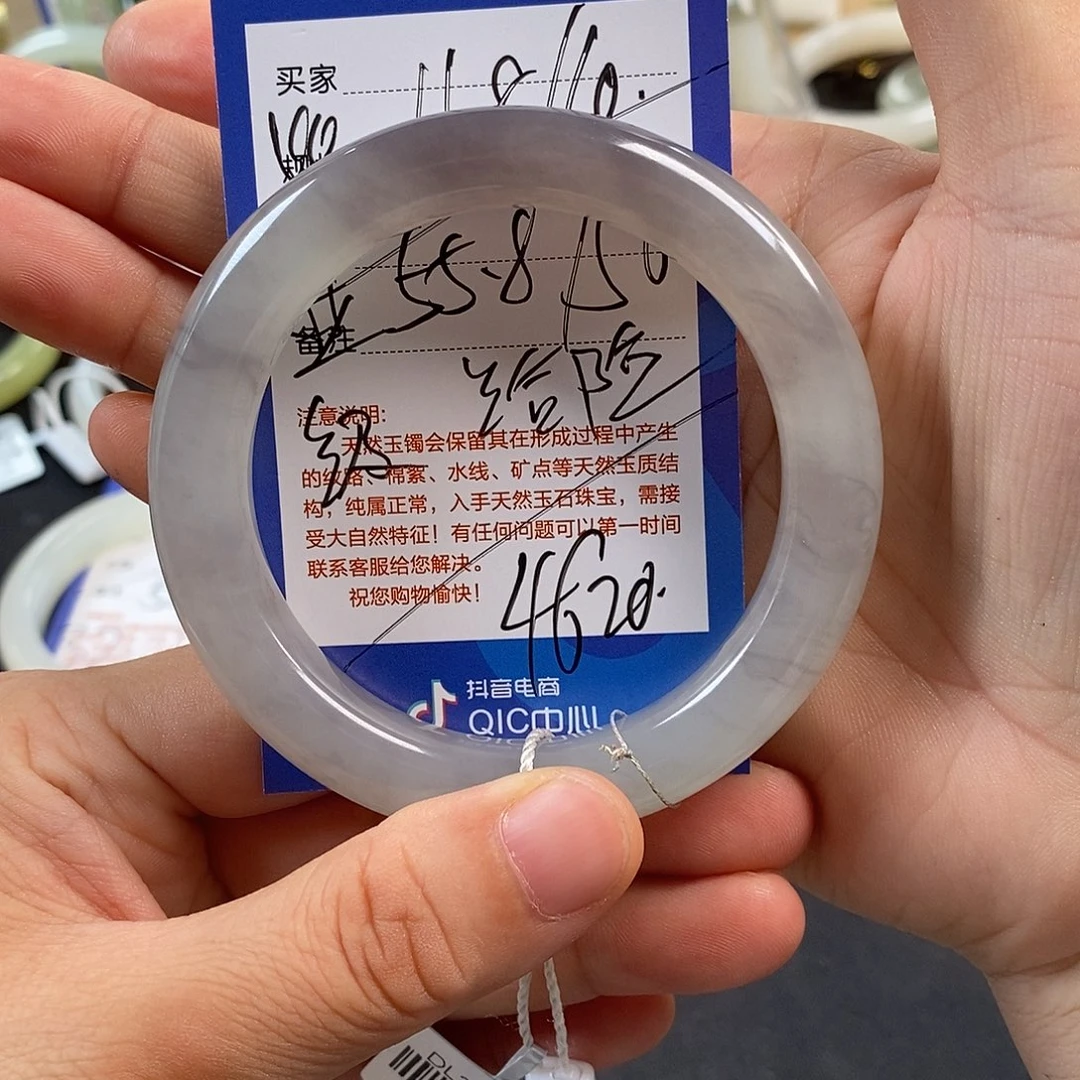 买家
55.8
备注
注意说明:
天然玉镯会保留其在形成过程中产生
的纹路、棉絮、水线、矿点等天然玉质结
构，纯属正常，入手天然玉石珠宝，需接
受大自然特征！有任何问题可以第一时间
联系客服给您解决。
祝您购物愉快！
4620.
抖音电商
QIC中心